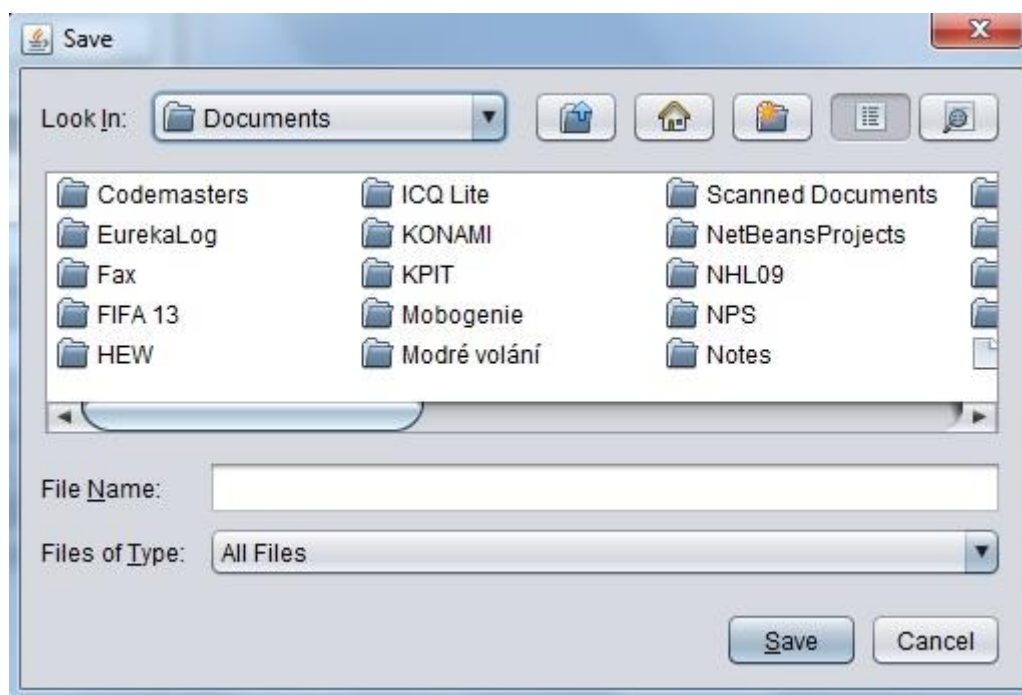 Save
Look In: Documents
Codemasters ICQ Lite Scanned Documents
EurekaLog KONAMI NetBeansProjects
Fax KPIT NHL09
FIFA 13 Mobogenie NPS
HEW Modré volání Notes
File Name:
Files of Type: All Files
Save Cancel